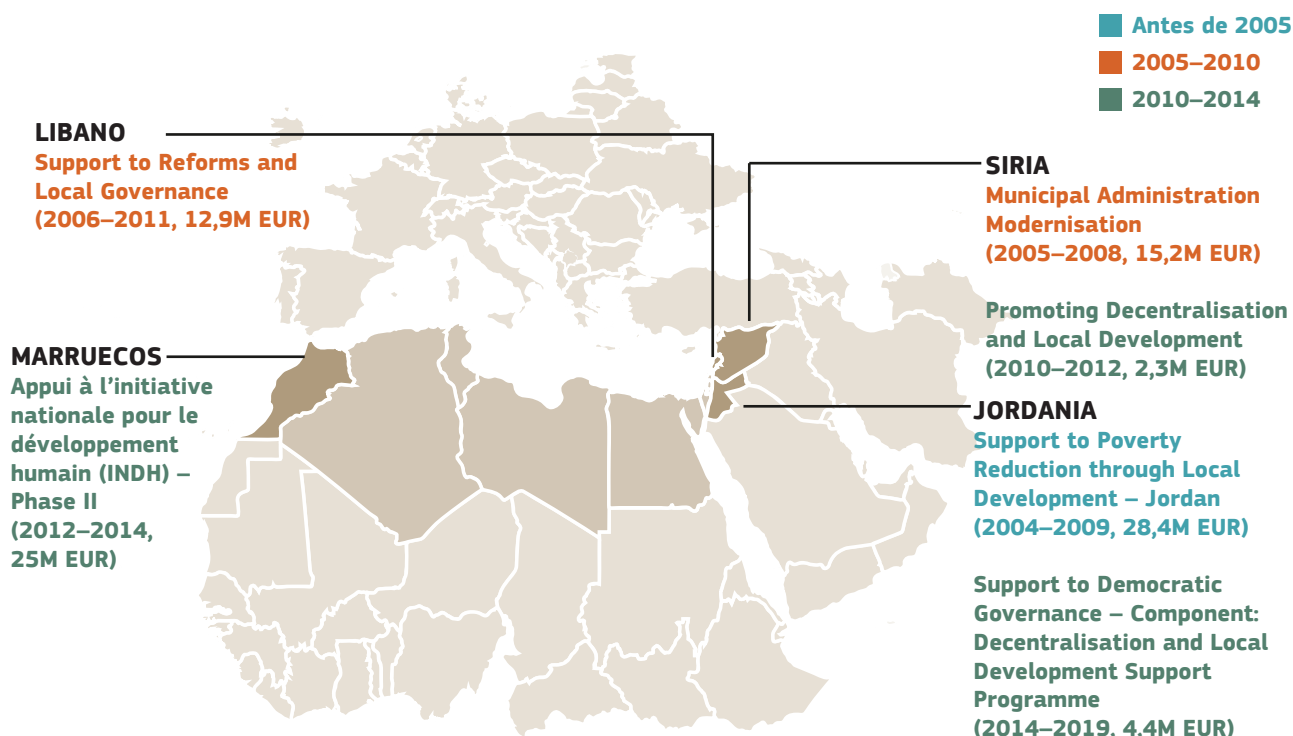 Antes de 2005
2005–2010
2010–2014
LIBANO
Support to Reforms and
Local Governance
(2006–2011, 12,9M EUR)
SIRIA
Municipal Administration
Modernisation
(2005–2008, 15,2M EUR)
Promoting Decentralisation
and Local Development
(2010–2012, 2,3M EUR)
MARRUECOS
Appui à l’initiative
nationale pour le
développement
humain (INDH) –
Phase II
(2012–2014,
25M EUR)
JORDANIA
Support to Poverty
Reduction through Local
Development – Jordan
(2004–2009, 28,4M EUR)
Support to Democratic
Governance – Component:
Decentralisation and Local
Development Support
Programme
(2014–2019, 4,4M EUR)